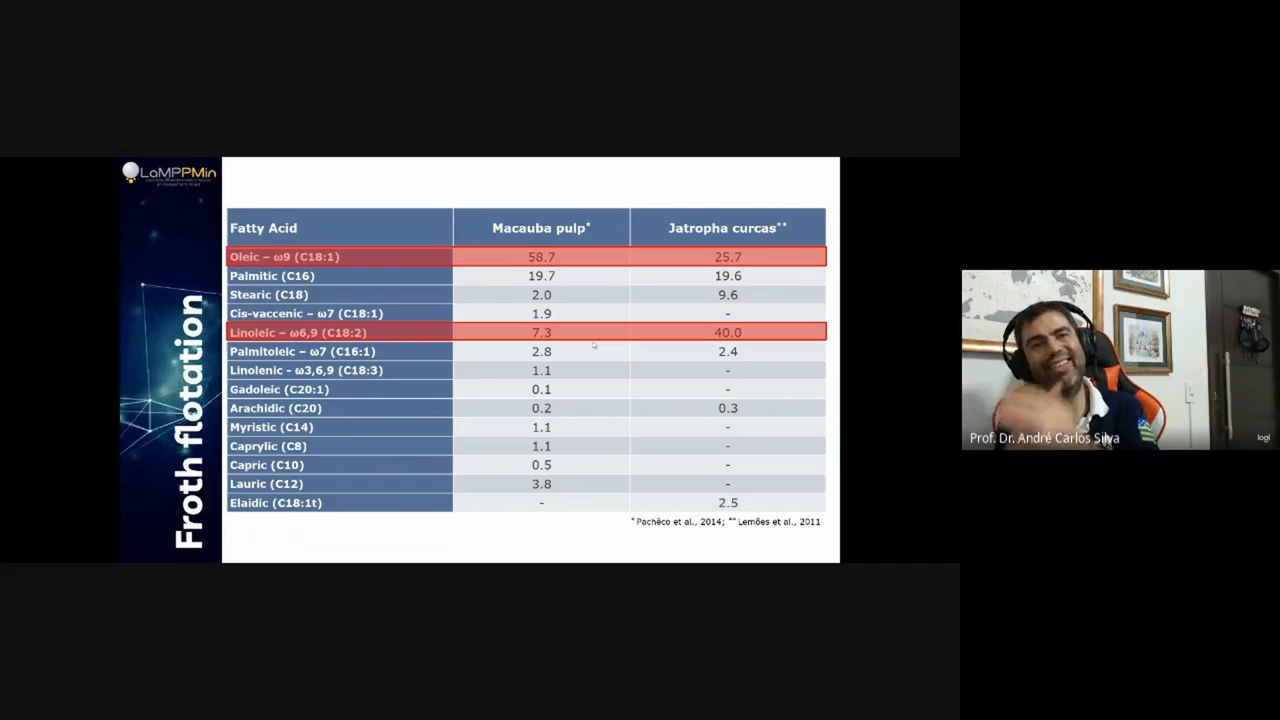 LaMPPMin
Froth flotation
Fatty Acid Macauba pulp* Jatropha curcas**
Oleic – ω9 (C18:1) 58.7 25.7
Palmitic (C16) 19.7 19.6
Stearic (C18) 2.0 9.6
Cis-vaccenic – ω7 (C18:1) 1.9 -
Linoleic – ω6,9 (C18:2) 7.3 40.0
Palmitoleic – ω7 (C16:1) 2.8 2.4
Linolenic - ω3,6,9 (C18:3) 1.1 -
Gadoleic (C20:1) 0.1 -
Arachidic (C20) 0.2 0.3
Myristic (C14) 1.1 -
Caprylic (C8) 1.1 -
Capric (C10) 0.5 -
Lauric (C12) 3.8 -
Elaidic (C18:1t) - 2.5
* Pachêco et al., 2014; ** Lemões et al., 2011
Prof. Dr. André Carlos Silva
logi